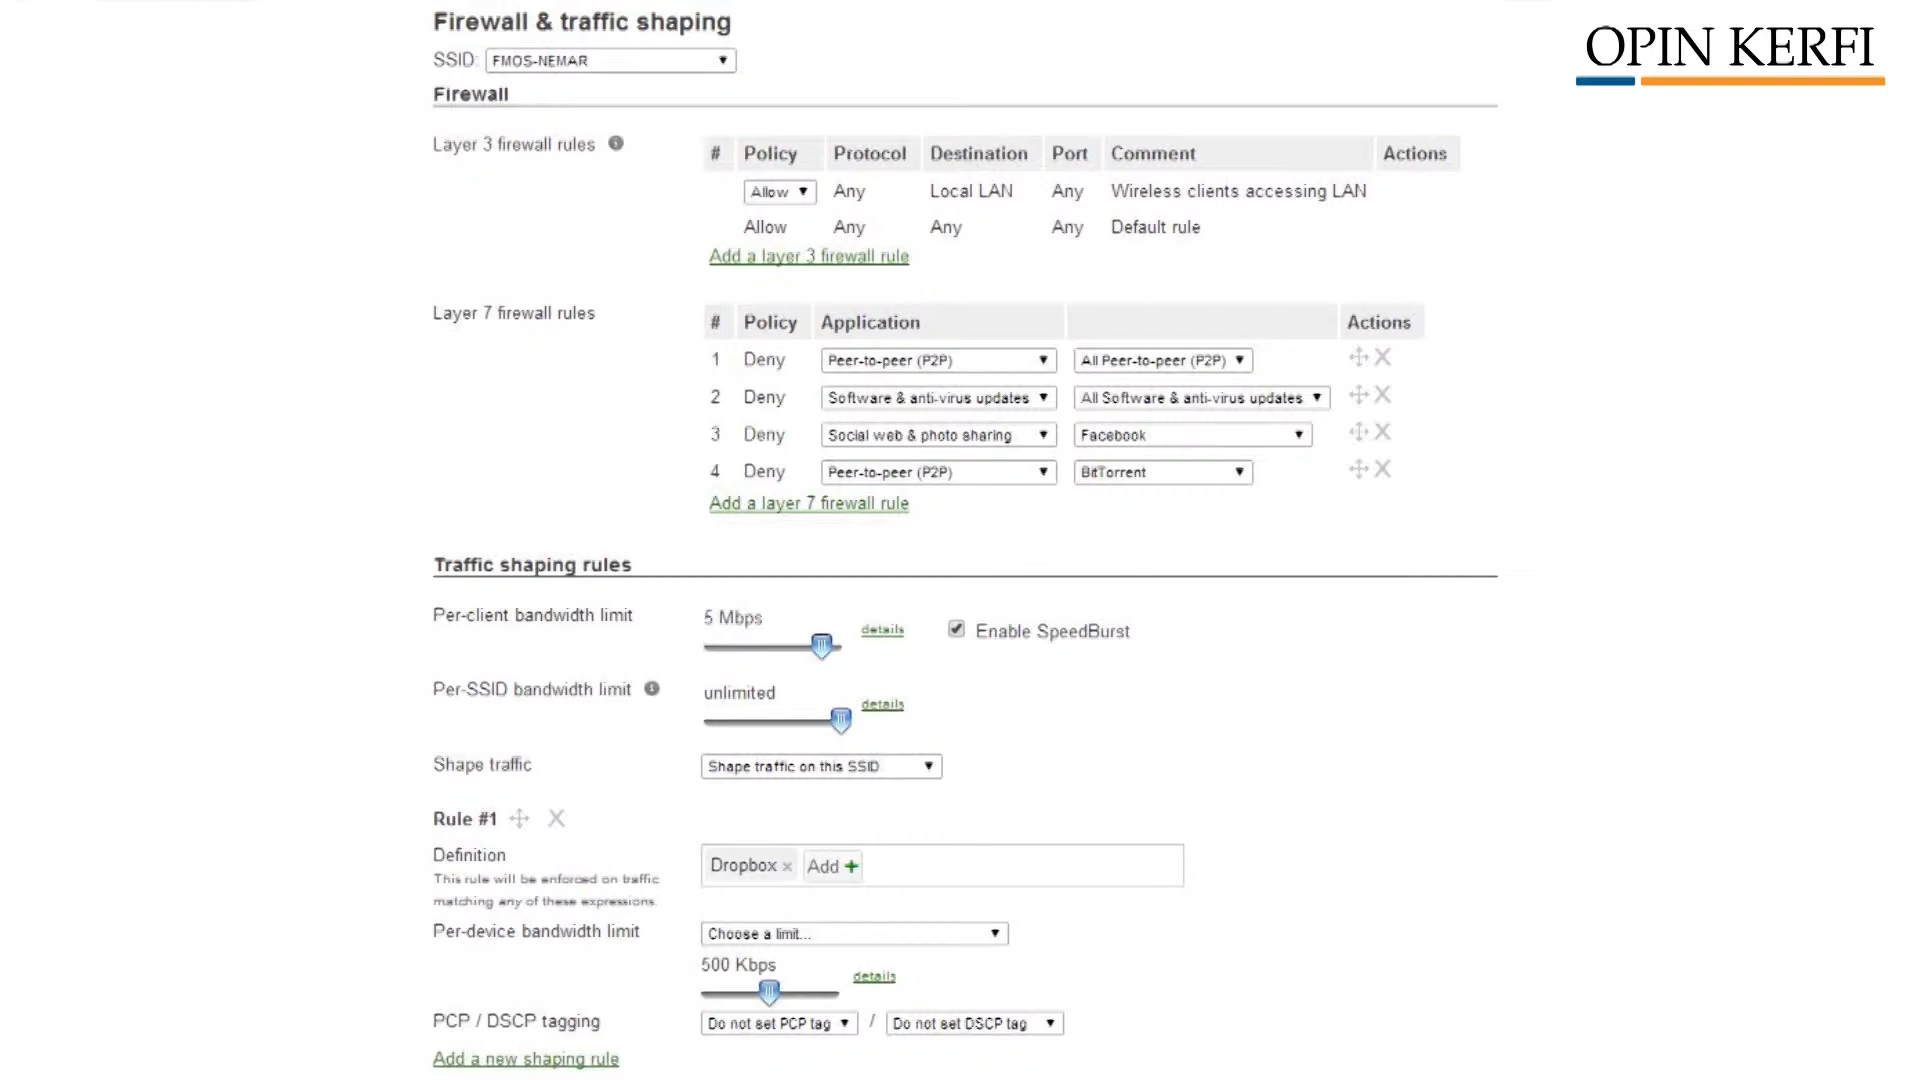 Firewall & traffic shaping
OPIN KERFI
SSID: FMOS-NEMAR
Firewall
Layer 3 firewall rules
# Policy Protocol Destination Port Comment Actions
Allow Any Local LAN Any Wireless clients accessing LAN
Allow Any Any Any Default rule
Add a layer 3 firewall rule
Layer 7 firewall rules
# Policy Application Actions
1 Deny Peer-to-peer (P2P) All Peer-to-peer (P2P)
2 Deny Software & anti-virus updates All Software & anti-virus updates
3 Deny Social web & photo sharing Facebook
4 Deny Peer-to-peer (P2P) BitTorrent
Add a layer 7 firewall rule
Traffic shaping rules
Per-client bandwidth limit 5 Mbps details Enable SpeedBurst
Per-SSID bandwidth limit unlimited details
Shape traffic Shape traffic on this SSID
Rule #1
Definition Dropbox Add
This rule will be enforced on traffic
matching any of these expressions.
Per-device bandwidth limit Choose a limit...
500 Kbps details
PCP / DSCP tagging Do not set PCP tag / Do not set DSCP tag
Add a new shaping rule